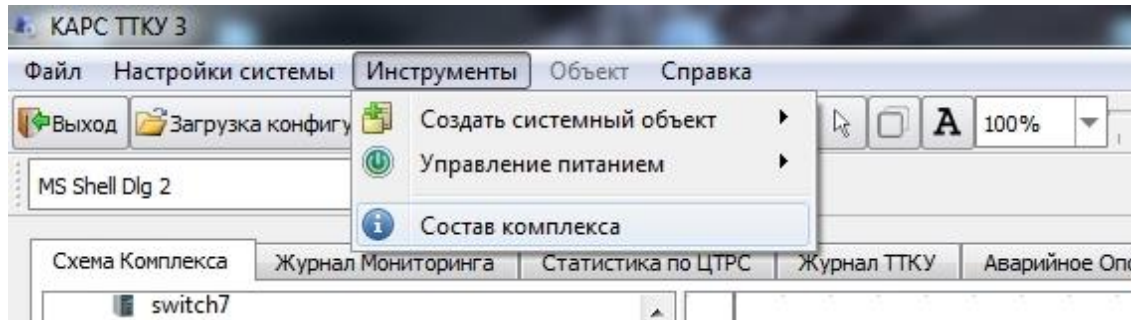 КАРС ТТКУ 3
Файл Настройки системы Инструменты Объект Справка
Выход Загрузка конфигу
Создать системный объект
A 100%
Управление питанием
MS Shell Dlg 2
Состав комплекса
Схема Комплекса Журнал Мониторинга Статистика по ЦТРС Журнал ТТКУ Аварийное Опо
switch7